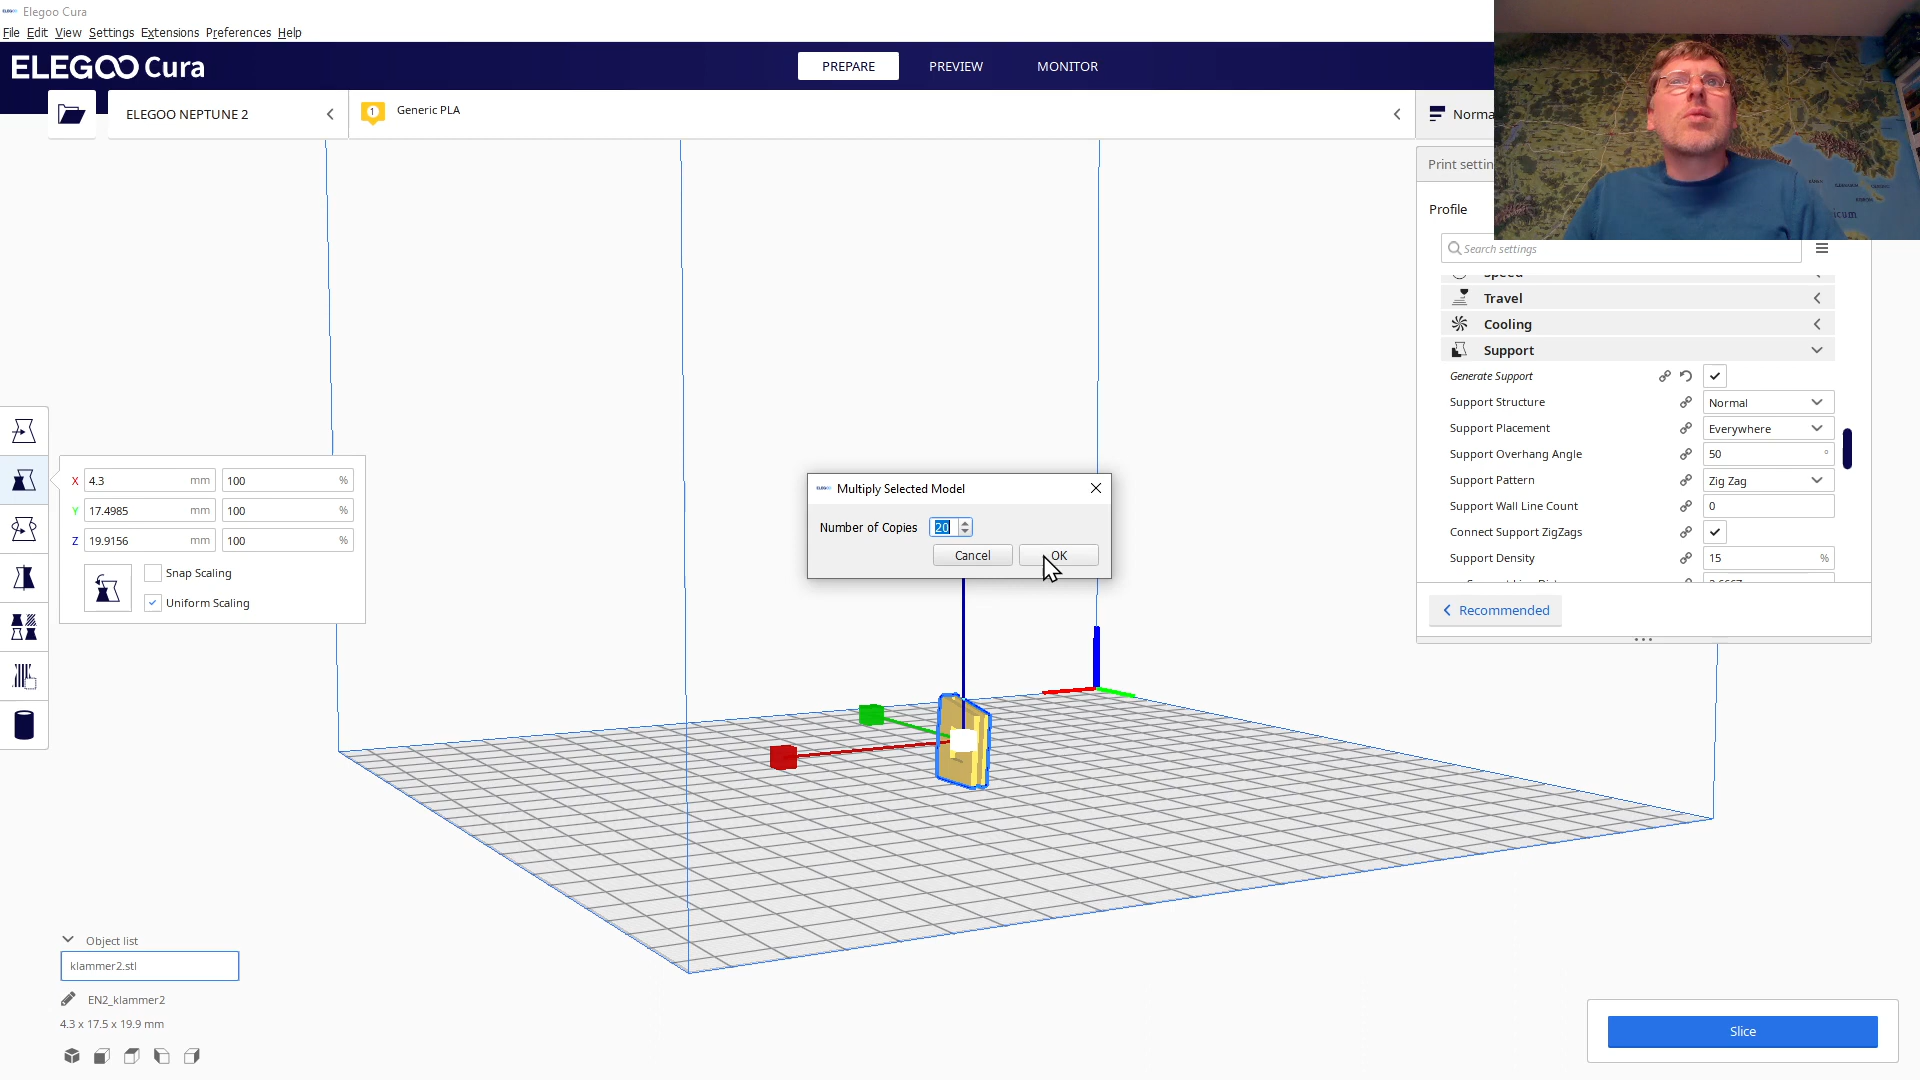 Elegoo Cura
File Edit View Settings Extensions Preferences Help
ELEGOO Cura
PREPARE
PREVIEW
MONITOR
ELEGOO NEPTUNE 2
1
Generic PLA
Norma
Print settin
Profile
Search settings
Speed
Travel
Cooling
Support
Generate Support
Support Structure
Normal
Support Placement
Everywhere
Support Overhang Angle
50 °
Support Pattern
Zig Zag
Support Wall Line Count
0
Connect Support ZigZags
Support Density
15 %
Recommended
X 4.3 mm 100 %
Y 17.4985 mm 100 %
Z 19.9156 mm 100 %
Snap Scaling
Uniform Scaling
Multiply Selected Model
Number of Copies 20
Cancel
OK
Object list
klammer2.stl
EN2_klammer2
4.3 x 17.5 x 19.9 mm
Slice